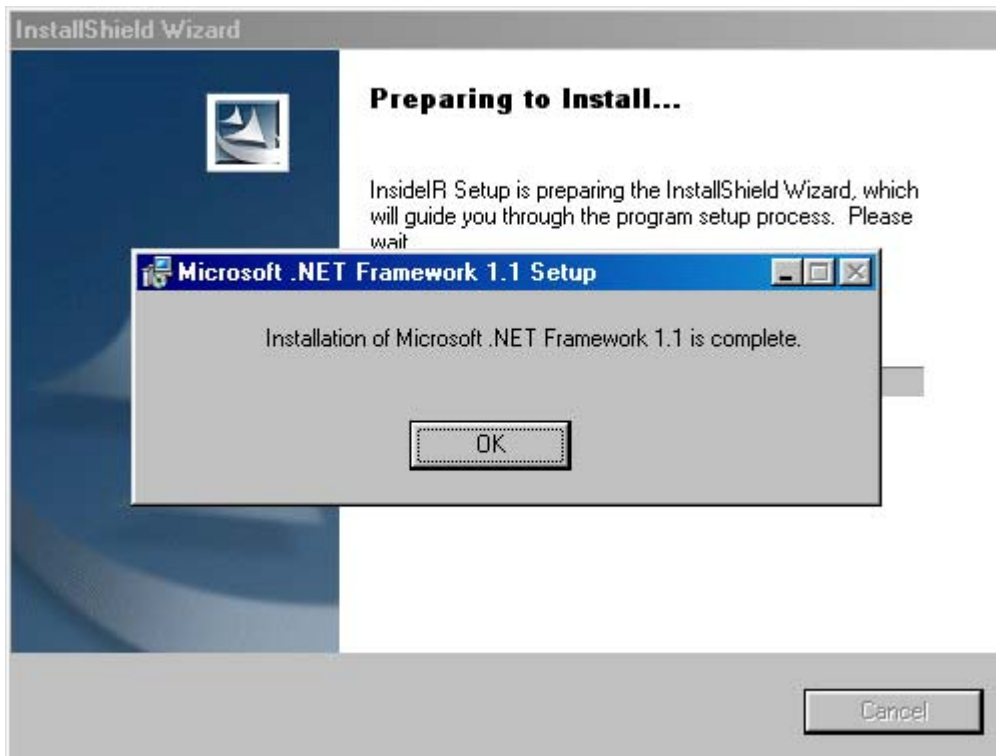 InstallShield Wizard
Preparing to Install...
InsideIR Setup is preparing the InstallShield Wizard, which
will guide you through the program setup process. Please
wait
Microsoft .NET Framework 1.1 Setup
Installation of Microsoft .NET Framework 1.1 is complete.
OK
Cancel